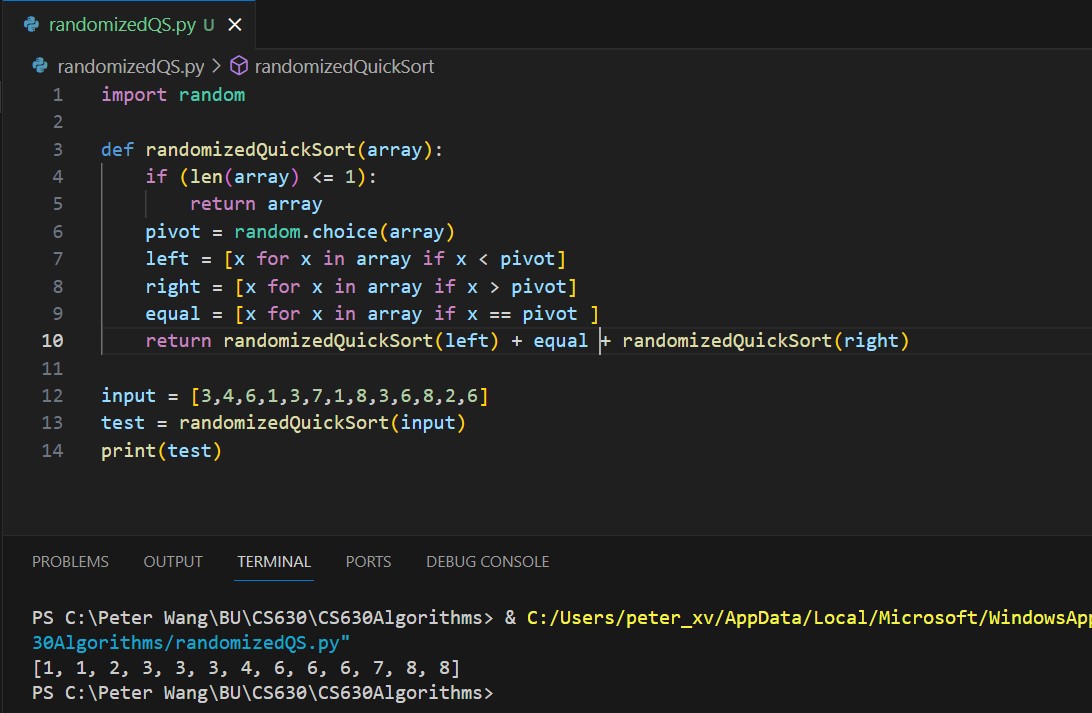 randomizedQS.py U ×
randomizedQS.py > randomizedQuickSort
1 import random
2
3 def randomizedQuickSort(array):
4     if (len(array) <= 1):
5         return array
6     pivot = random.choice(array)
7     left = [x for x in array if x < pivot]
8     right = [x for x in array if x > pivot]
9     equal = [x for x in array if x == pivot ]
10     return randomizedQuickSort(left) + equal + randomizedQuickSort(right)
11
12 input = [3,4,6,1,3,7,1,8,3,6,8,2,6]
13 test = randomizedQuickSort(input)
14 print(test)
PROBLEMS OUTPUT TERMINAL PORTS DEBUG CONSOLE
PS C:\Peter Wang\BU\CS630\CS630Algorithms> & C:/Users/peter_xv/AppData/Local/Microsoft/WindowsApp
30Algorithms/randomizedQS.py"
[1, 1, 2, 3, 3, 3, 4, 6, 6, 6, 7, 8, 8]
PS C:\Peter Wang\BU\CS630\CS630Algorithms>